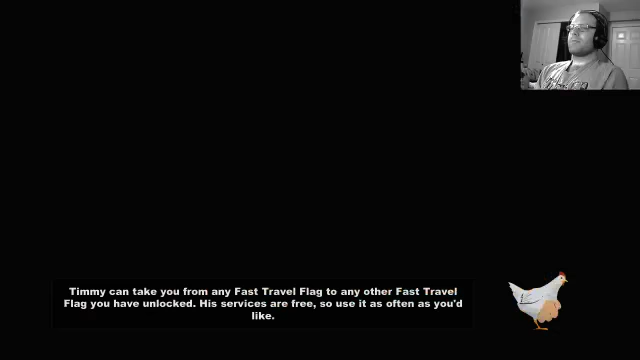 Timmy can take you from any Fast Travel Flag to any other Fast Travel
Flag you have unlocked. His services are free, so use it as often as you'd
like.